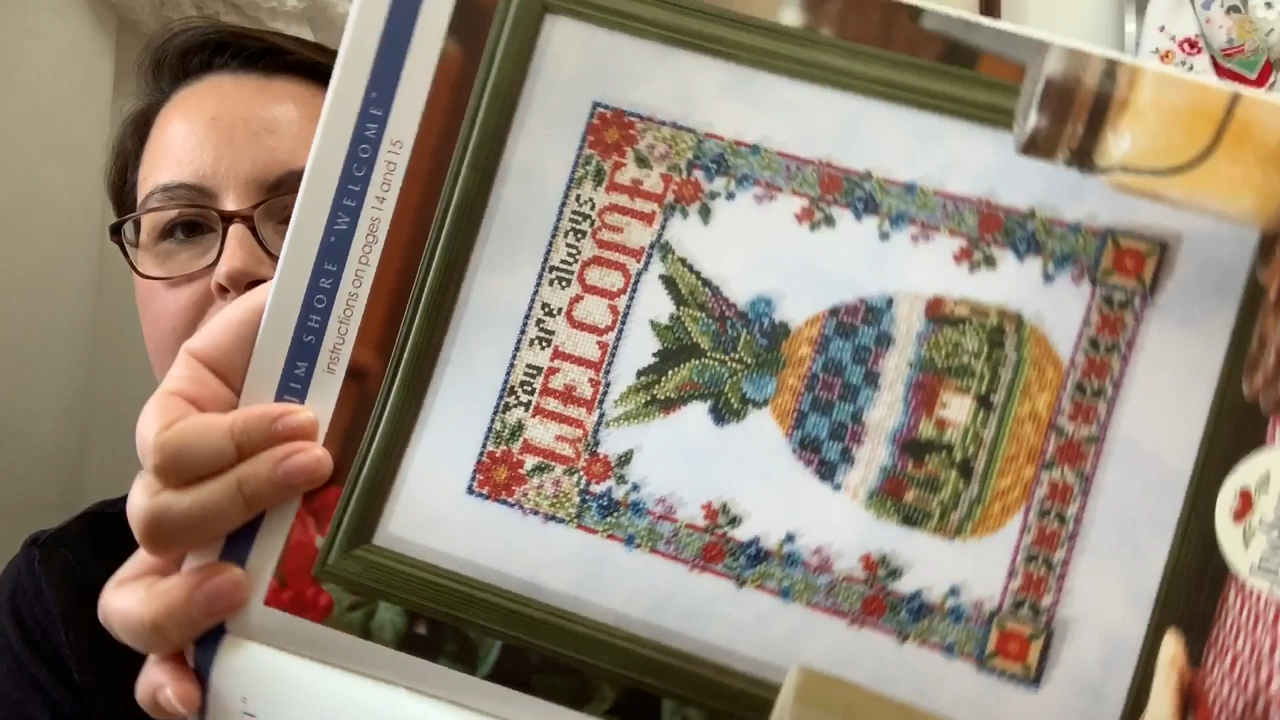 JIM SHORE "WELCOME"
instructions on pages 14 and 15
You are always
WELCOME